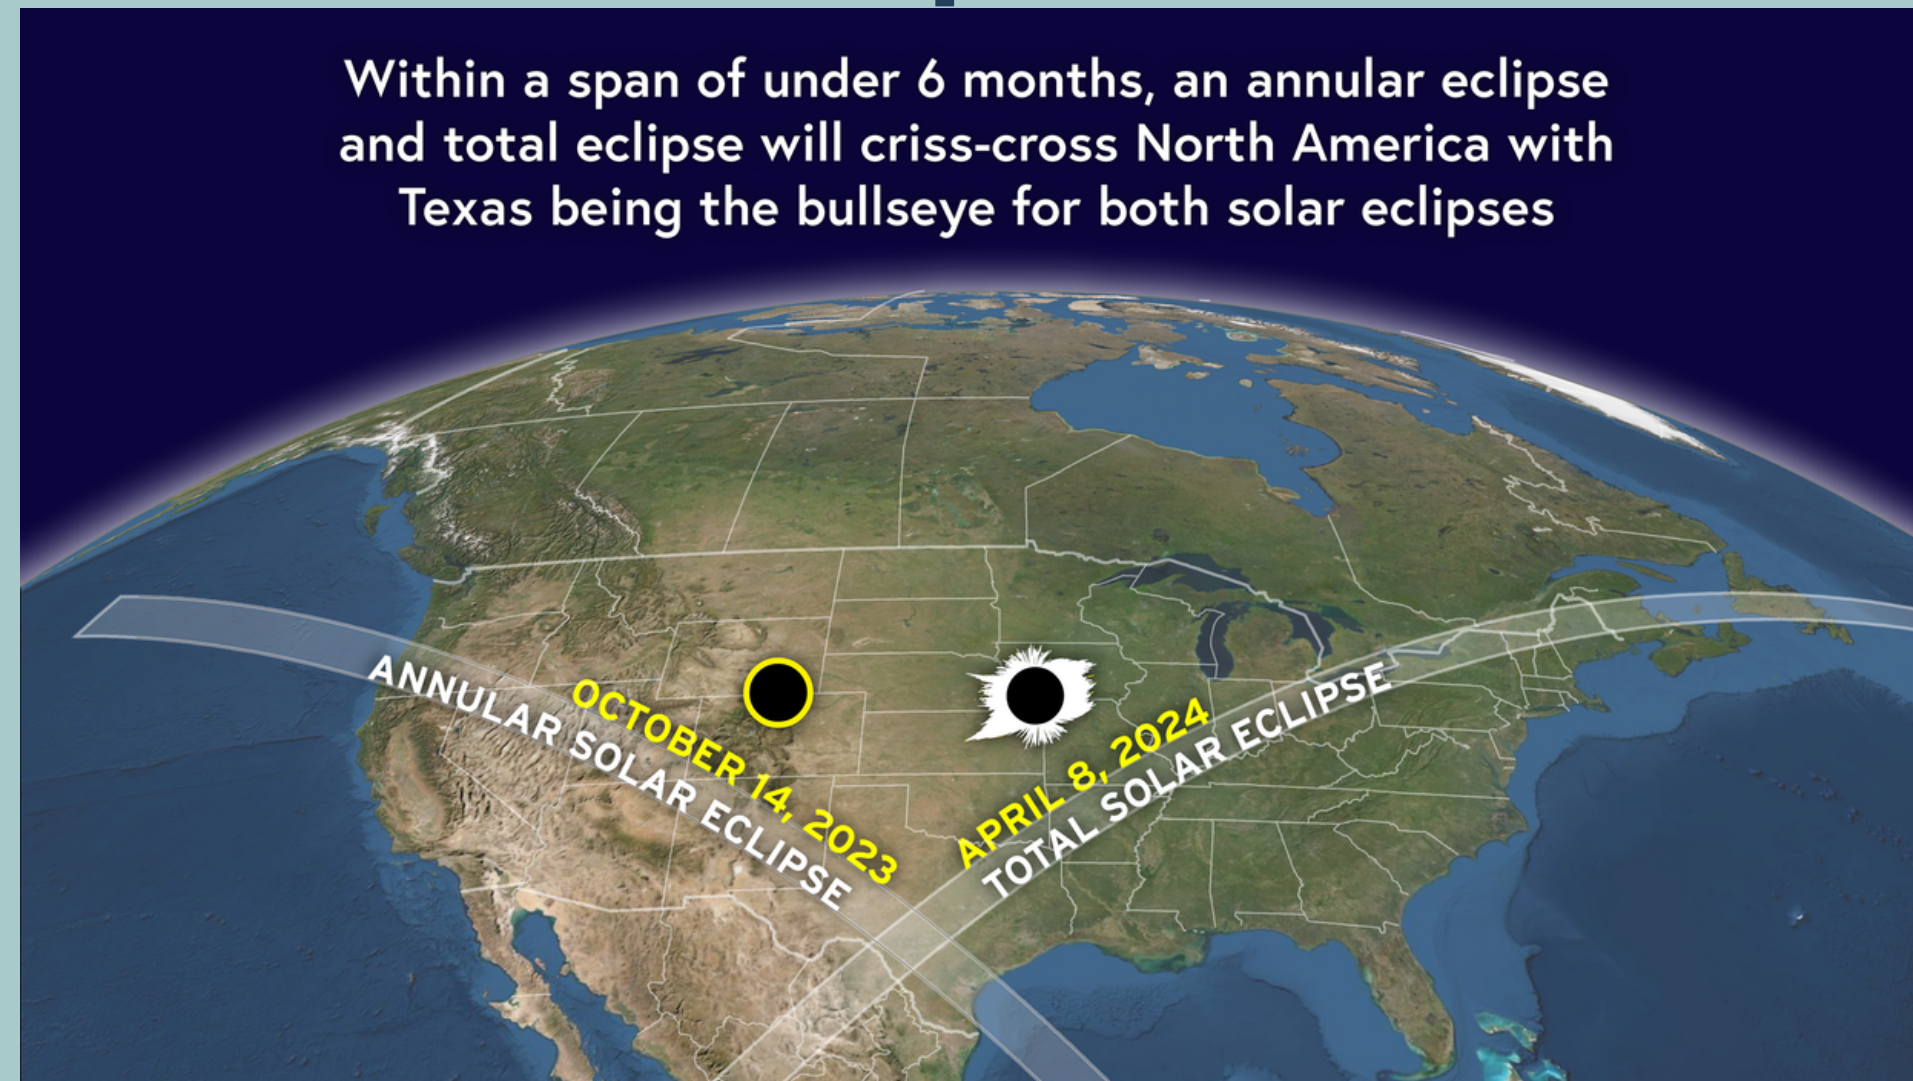 Within a span of under 6 months, an annular eclipse
and total eclipse will criss-cross North America with
Texas being the bullseye for both solar eclipses
OCTOBER 14, 2023
ANNULAR SOLAR ECLIPSE
APRIL 8, 2024
TOTAL SOLAR ECLIPSE